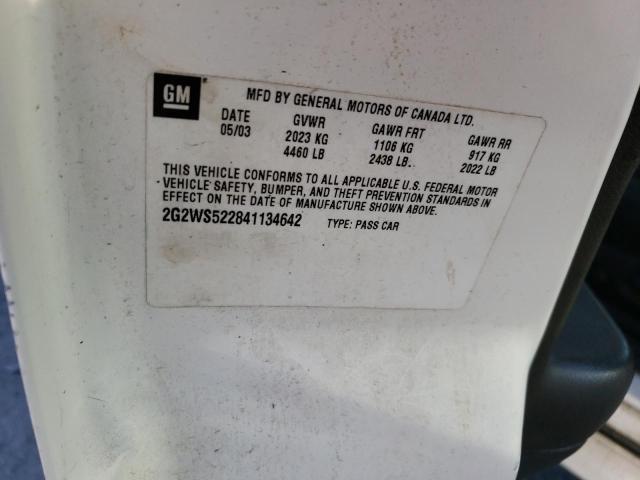 GM
MFD BY GENERAL MOTORS OF CANADA LTD.
DATE GVWR GAWR FRT GAWR RR
05/03 2023 KG 1106 KG 917 KG
4460 LB 2438 LB. 2022 LB
THIS VEHICLE CONFORMS TO ALL APPLICABLE U.S. FEDERAL MOTOR
VEHICLE SAFETY, BUMPER, AND THEFT PREVENTION STANDARDS IN
EFFECT ON THE DATE OF MANUFACTURE SHOWN ABOVE.
2G2WS522841134642 TYPE: PASS CAR